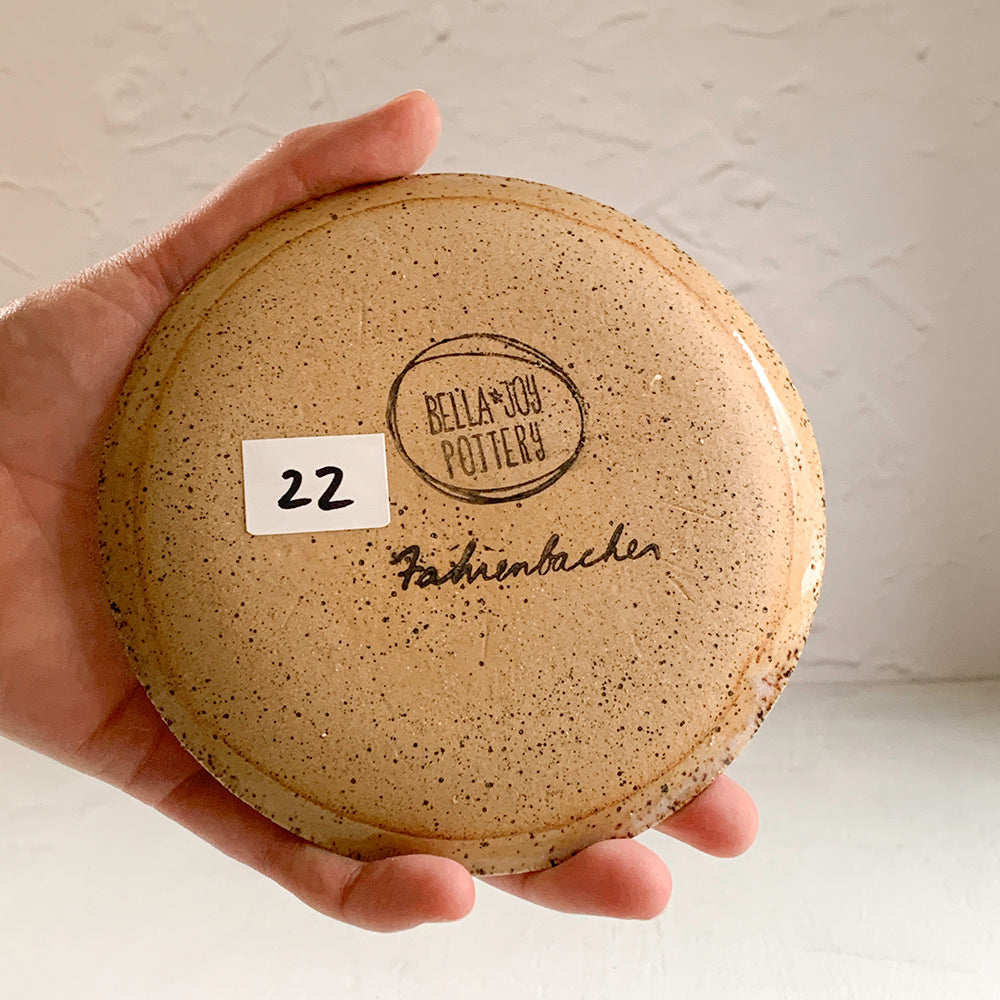 BELLA*JOY
POTTERY
22
Fahrenbacher